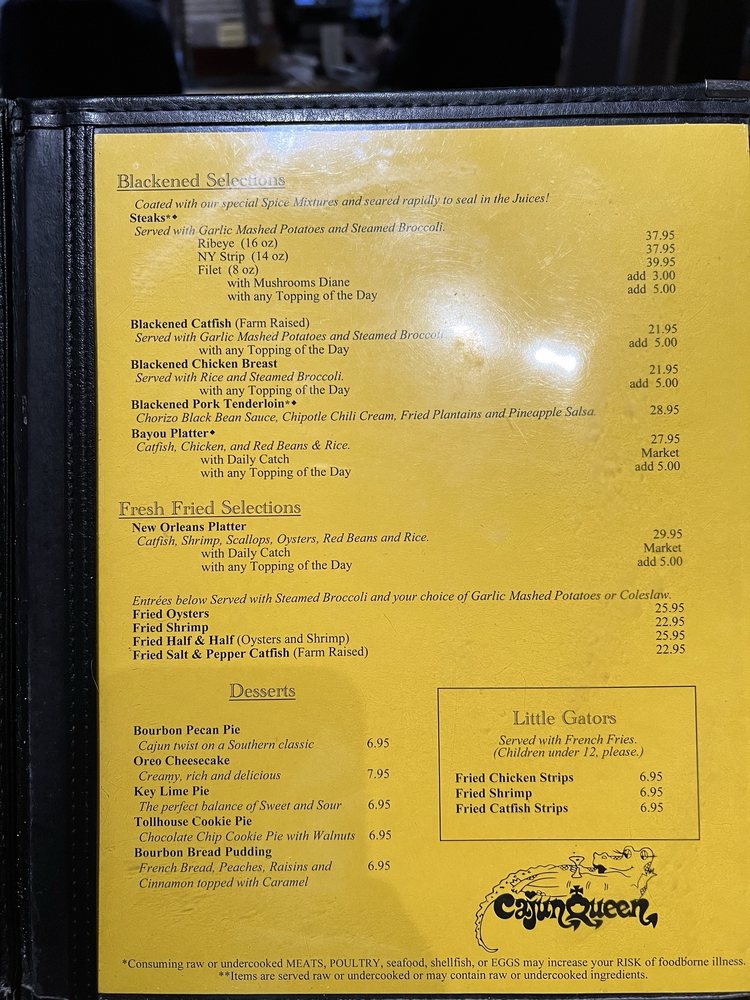 Blackened Selections
Coated with our special Spice Mixtures and seared rapidly to seal in the Juices!
Steaks*◆
Served with Garlic Mashed Potatoes and Steamed Broccoli.
Ribeye (16 oz) 37.95
NY Strip (14 oz) 37.95
Filet (8 oz) 39.95
with Mushrooms Diane add 3.00
with any Topping of the Day add 5.00
Blackened Catfish (Farm Raised) 21.95
Served with Garlic Mashed Potatoes and Steamed Broccoli
with any Topping of the Day add 5.00
Blackened Chicken Breast 21.95
Served with Rice and Steamed Broccoli.
with any Topping of the Day add 5.00
Blackened Pork Tenderloin*◆ 28.95
Chorizo Black Bean Sauce, Chipotle Chili Cream, Fried Plantains and Pineapple Salsa.
Bayou Platter◆ 27.95
Catfish, Chicken, and Red Beans & Rice.
with Daily Catch Market
with any Topping of the Day add 5.00
Fresh Fried Selections
New Orleans Platter 29.95
Catfish, Shrimp, Scallops, Oysters, Red Beans and Rice.
with Daily Catch Market
with any Topping of the Day add 5.00
Entrées below Served with Steamed Broccoli and your choice of Garlic Mashed Potatoes or Coleslaw.
Fried Oysters 25.95
Fried Shrimp 22.95
Fried Half & Half (Oysters and Shrimp) 25.95
Fried Salt & Pepper Catfish (Farm Raised) 22.95
Desserts
Bourbon Pecan Pie
Cajun twist on a Southern classic 6.95
Oreo Cheesecake
Creamy, rich and delicious 7.95
Key Lime Pie
The perfect balance of Sweet and Sour 6.95
Tollhouse Cookie Pie
Chocolate Chip Cookie Pie with Walnuts 6.95
Bourbon Bread Pudding
French Bread, Peaches, Raisins and 6.95
Cinnamon topped with Caramel
Little Gators
Served with French Fries.
(Children under 12, please.)
Fried Chicken Strips 6.95
Fried Shrimp 6.95
Fried Catfish Strips 6.95
Cajun Queen
*Consuming raw or undercooked MEATS, POULTRY, seafood, shellfish, or EGGS may increase your RISK of foodborne illness.
**Items are served raw or undercooked or may contain raw or undercooked ingredients.